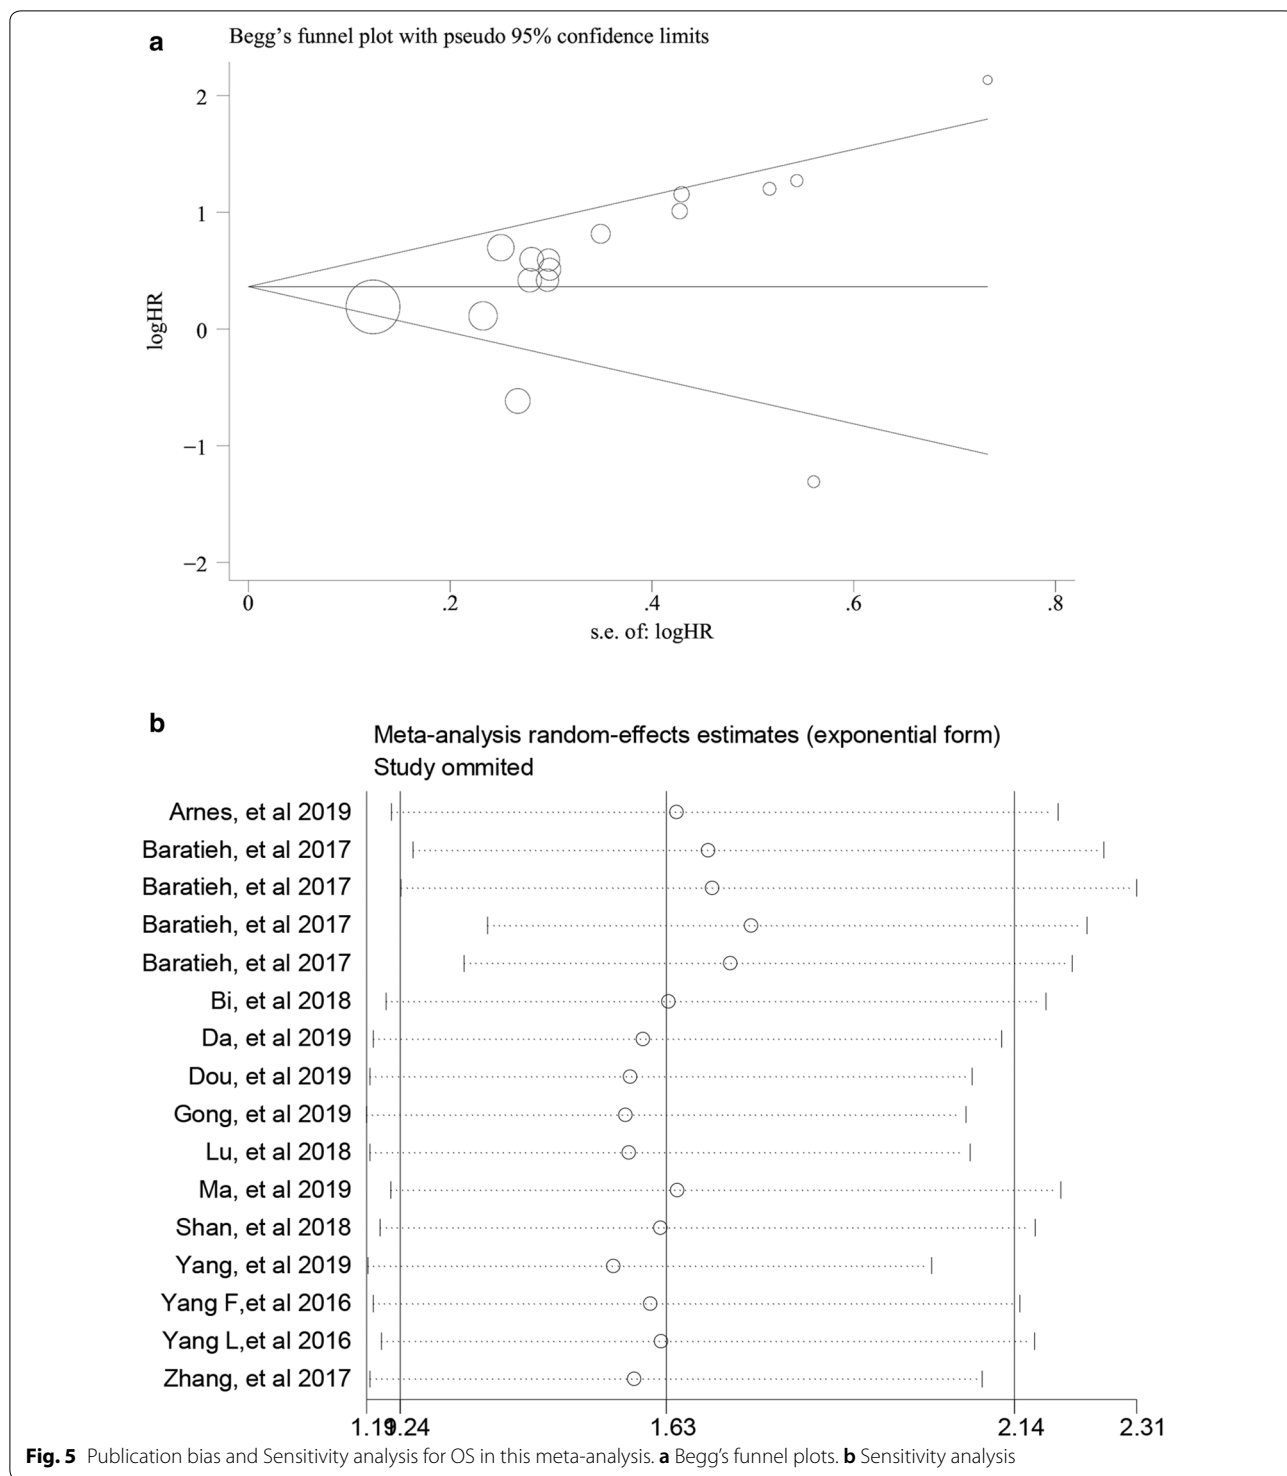 a
Begg’s funnel plot with pseudo 95% confidence limits
2
1
0
−1
−2
logHR
0 .2 .4 .6 .8
s.e. of: logHR
b
Meta-analysis random-effects estimates (exponential form)
Study ommited
Arnes, et al 2019
Baratieh, et al 2017
Baratieh, et al 2017
Baratieh, et al 2017
Baratieh, et al 2017
Bi, et al 2018
Da, et al 2019
Dou, et al 2019
Gong, et al 2019
Lu, et al 2018
Ma, et al 2019
Shan, et al 2018
Yang, et al 2019
Yang F,et al 2016
Yang L,et al 2016
Zhang, et al 2017
1.19 1.24 1.63 2.14 2.31
Fig. 5 Publication bias and Sensitivity analysis for OS in this meta-analysis. a Begg’s funnel plots. b Sensitivity analysis